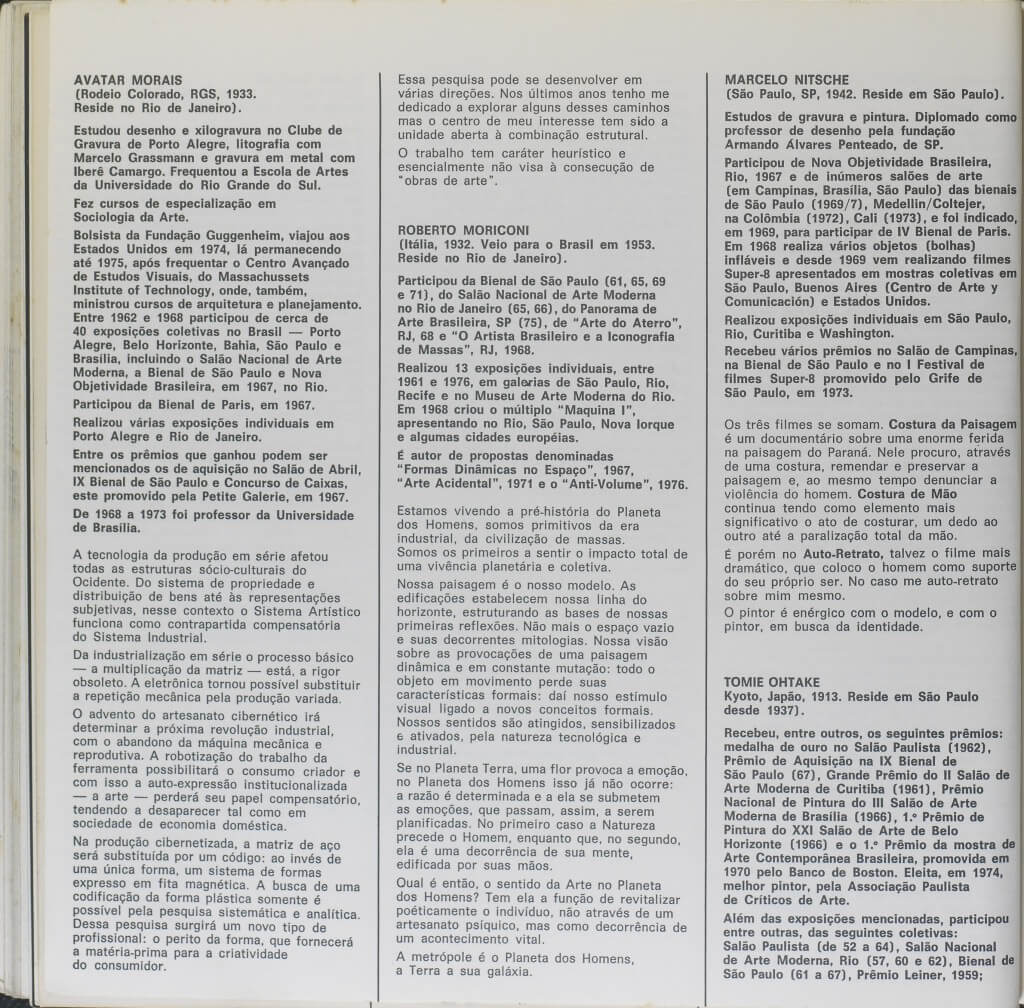 AVATAR MORAIS
(Rodeio Colorado, RGS, 1933.
Reside no Rio de Janeiro).
Estudou desenho e xilogravura no Clube de
Gravura de Porto Alegre, litografia com
Marcelo Grassmann e gravura em metal com
Iberê Camargo. Frequentou a Escola de Artes
da Universidade do Rio Grande do Sul.
Fez cursos de especialização em
Sociologia da Arte.
Bolsista da Fundação Guggenheim, viajou aos
Estados Unidos em 1974, lá permanecendo
até 1975, após frequentar o Centro Avançado
de Estudos Visuais, do Massachussets
Institute of Technology, onde, também,
ministrou cursos de arquitetura e planejamento.
Entre 1962 e 1968 participou de cerca de
40 exposições coletivas no Brasil — Porto
Alegre, Belo Horizonte, Bahia, São Paulo e
Brasília, incluindo o Salão Nacional de Arte
Moderna, a Bienal de São Paulo e Nova
Objetividade Brasileira, em 1967, no Rio.
Participou da Bienal de Paris, em 1967.
Realizou várias exposições individuais em
Porto Alegre e Rio de Janeiro.
Entre os prêmios que ganhou podem ser
mencionados os de aquisição no Salão de Abril,
IX Bienal de São Paulo e Concurso de Caixas,
este promovido pela Petite Galerie, em 1967.
De 1968 a 1973 foi professor da Universidade
de Brasília.
A tecnologia da produção em série afetou
todas as estruturas sócio-culturais do
Ocidente. Do sistema de propriedade e
distribuição de bens até às representações
subjetivas, nesse contexto o Sistema Artístico
funciona como contrapartida compensatória
do Sistema Industrial.
Da industrialização em série o processo básico
— a multiplicação da matriz — está, a rigor
obsoleto. A eletrônica tornou possível substituir
a repetição mecânica pela produção variada.
O advento do artesanato cibernético irá
determinar a próxima revolução industrial,
com o abandono da máquina mecânica e
reprodutiva. A robotização do trabalho da
ferramenta possibilitará o consumo criador e
com isso a auto-expressão institucionalizada
— a arte — perderá seu papel compensatório,
tendendo a desaparecer tal como em
sociedade de economia doméstica.
Na produção cibernetizada, a matriz de aço
será substituída por um código: ao invés de
uma única forma, um sistema de formas
expresso em fita magnética. A busca de uma
codificação da forma plástica somente é
possível pela pesquisa sistemática e analítica.
Dessa pesquisa surgirá um novo tipo de
profissional: o perito da forma, que fornecerá
a matéria-prima para a criatividade
do consumidor.
Essa pesquisa pode se desenvolver em
várias direções. Nos últimos anos tenho me
dedicado a explorar alguns desses caminhos
mas o centro de meu interesse tem sido a
unidade aberta à combinação estrutural.
O trabalho tem caráter heurístico e
esencialmente não visa à consecução de
"obras de arte".
ROBERTO MORICONI
(Itália, 1932. Veio para o Brasil em 1953.
Reside no Rio de Janeiro).
Participou da Bienal de São Paulo (61, 65, 69
e 71), do Salão Nacional de Arte Moderna
no Rio de Janeiro (65, 66), do Panorama de
Arte Brasileira, SP (75), de "Arte do Aterro",
RJ, 68 e "O Artista Brasileiro e a Iconografia
de Massas", RJ, 1968.
Realizou 13 exposições individuais, entre
1961 e 1976, em galerias de São Paulo, Rio,
Recife e no Museu de Arte Moderna do Rio.
Em 1968 criou o múltiplo "Maquina I",
apresentando no Rio, São Paulo, Nova Iorque
e algumas cidades européias.
É autor de propostas denominadas
"Formas Dinâmicas no Espaço", 1967,
"Arte Acidental", 1971 e o "Anti-Volume", 1976.
Estamos vivendo a pré-história do Planeta
dos Homens, somos primitivos da era
industrial, da civilização de massas.
Somos os primeiros a sentir o impacto total de
uma vivência planetária e coletiva.
Nossa paisagem é o nosso modelo. As
edificações estabelecem nossa linha do
horizonte, estruturando as bases de nossas
primeiras reflexões. Não mais o espaço vazio
e suas decorrentes mitologias. Nossa visão
sobre as provocações de uma paisagem
dinâmica e em constante mutação: todo o
objeto em movimento perde suas
características formais: daí nosso estímulo
visual ligado a novos conceitos formais.
Nossos sentidos são atingidos, sensibilizados
e ativados, pela natureza tecnológica e
industrial.
Se no Planeta Terra, uma flor provoca a emoção,
no Planeta dos Homens isso já não ocorre:
a razão é determinada e a ela se submetem
as emoções, que passam, assim, a serem
planificadas. No primeiro caso a Natureza
precede o Homem, enquanto que, no segundo,
ela é uma decorrência de sua mente,
edificada por suas mãos.
Qual é então, o sentido da Arte no Planeta
dos Homens? Tem ela a função de revitalizar
poéticamente o indivíduo, não através de um
artesanato psíquico, mas como decorrência de
um acontecimento vital.
A metrópole é o Planeta dos Homens,
a Terra a sua galáxia.
MARCELO NITSCHE
(São Paulo, SP, 1942. Reside em São Paulo).
Estudos de gravura e pintura. Diplomado como
professor de desenho pela fundação
Armando Álvares Penteado, de SP.
Participou de Nova Objetividade Brasileira,
Rio, 1967 e de inúmeros salões de arte
(em Campinas, Brasília, São Paulo) das bienais
de São Paulo (1969/7), Medellin/Coltejer,
na Colômbia (1972), Cali (1973), e foi indicado,
em 1969, para participar de IV Bienal de Paris.
Em 1968 realiza vários objetos (bolhas)
infláveis e desde 1969 vem realizando filmes
Super-8 apresentados em mostras coletivas em
São Paulo, Buenos Aires (Centro de Arte y
Comunicación) e Estados Unidos.
Realizou exposições individuais em São Paulo,
Rio, Curitiba e Washington.
Recebeu vários prêmios no Salão de Campinas,
na Bienal de São Paulo e no I Festival de
filmes Super-8 promovido pelo Grife de
São Paulo, em 1973.
Os três filmes se somam. Costura da Paisagem
é um documentário sobre uma enorme ferida
na paisagem do Paraná. Nele procuro, através
de uma costura, remendar e preservar a
paisagem e, ao mesmo tempo denunciar a
violência do homem. Costura de Mão
continua tendo como elemento mais
significativo o ato de costurar, um dedo ao
outro até a paralização total da mão.
É porém no Auto-Retrato, talvez o filme mais
dramático, que coloco o homem como suporte
do seu próprio ser. No caso me auto-retrato
sobre mim mesmo.
O pintor é enérgico com o modelo, e com o
pintor, em busca da identidade.
TOMIE OHTAKE
Kyoto, Japão, 1913. Reside em São Paulo
desde 1937).
Recebeu, entre outros, os seguintes prêmios:
medalha de ouro no Salão Paulista (1962),
Prêmio de Aquisição na IX Bienal de
São Paulo (67), Grande Prêmio do II Salão de
Arte Moderna de Curitiba (1961), Prêmio
Nacional de Pintura do III Salão de Arte
Moderna de Brasília (1966), 1.º Prêmio de
Pintura do XXI Salão de Arte de Belo
Horizonte (1966) e o 1.º Prêmio da mostra de
Arte Contemporânea Brasileira, promovida em
1970 pelo Banco de Boston. Eleita, em 1974,
melhor pintor, pela Associação Paulista
de Críticos de Arte.
Além das exposições mencionadas, participou
entre outras, das seguintes coletivas:
Salão Paulista (de 52 a 64), Salão Nacional
de Arte Moderna, Rio (57, 60 e 62), Bienal de
São Paulo (61 a 67), Prêmio Leiner, 1959;